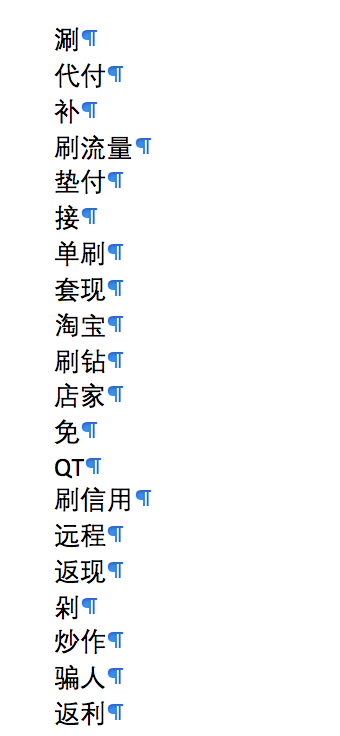 涮
代付
补
刷流量
垫付
接
单刷
套现
淘宝
刷钻
店家
免
QT
刷信用
远程
返现
剁
炒作
骗人
返利